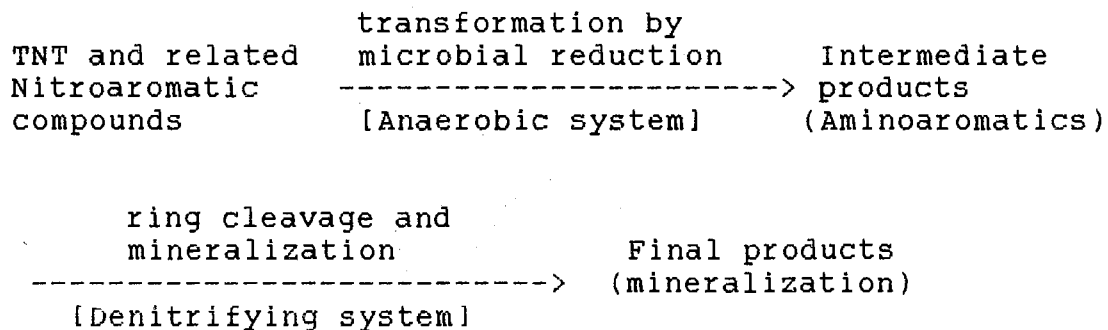 transformation by
TNT and related microbial reduction Intermediate
Nitroaromatic -----------------------> products
compounds [Anaerobic system] (Aminoaromatics)
ring cleavage and
mineralization Final products
---------------------------> (mineralization)
[Denitrifying system]